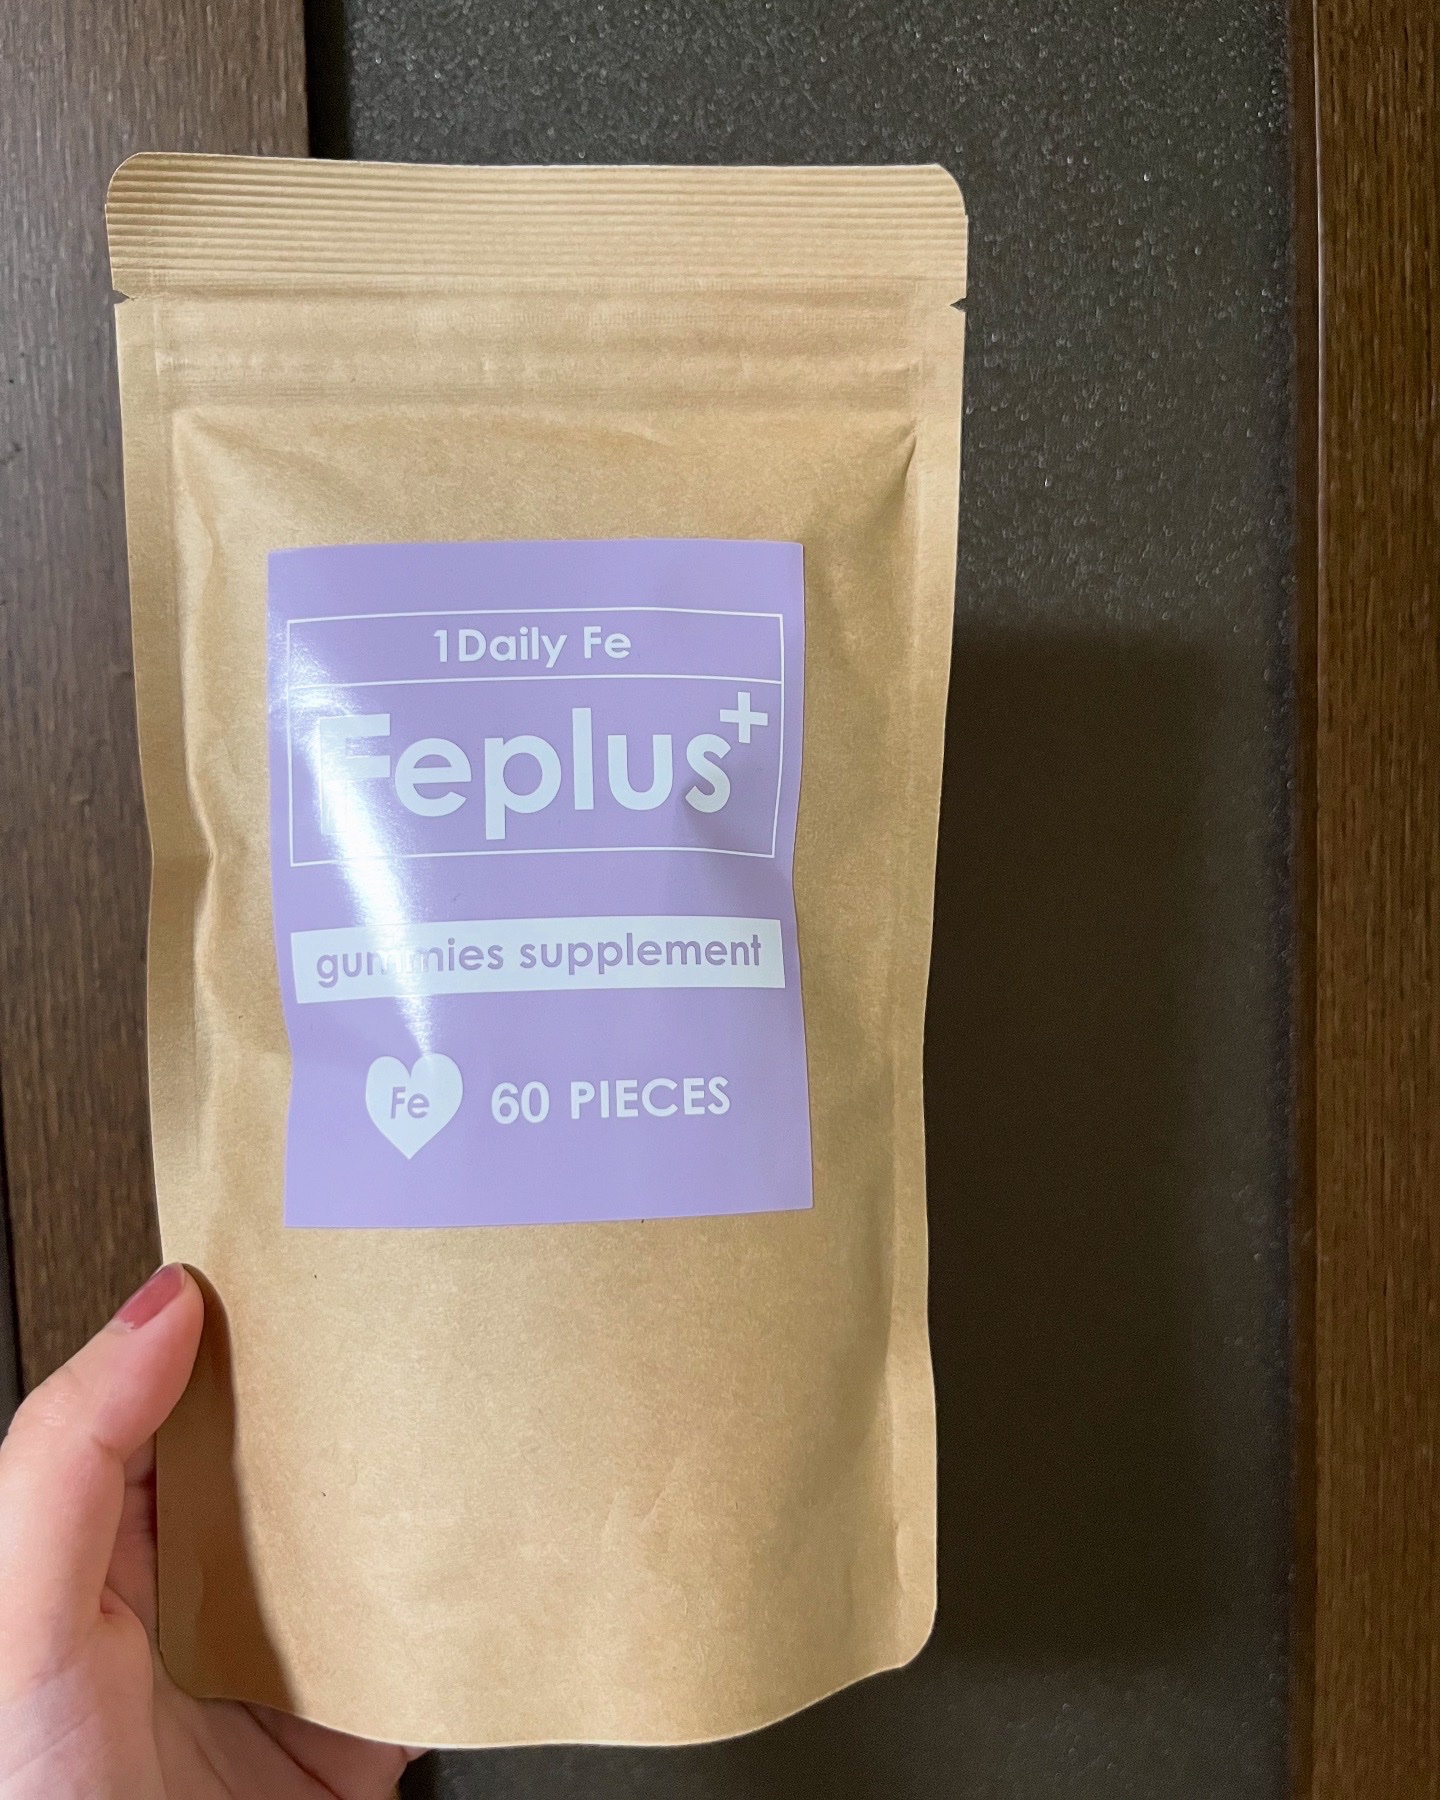 1Daily Fe
Feplus+
gummies supplement
Fe
60 PIECES